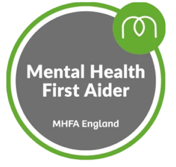 Mental Health
First Aider
MHFA England